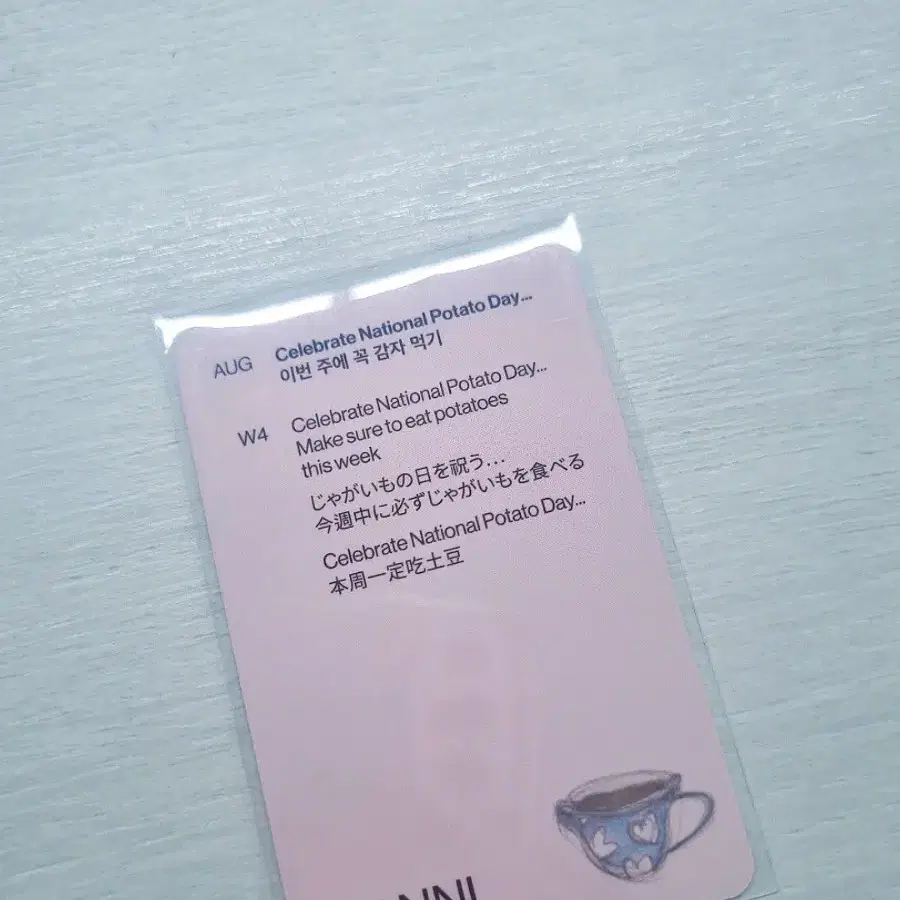 AUG Celebrate National Potato Day...
이번 주에 꼭 감자 먹기
W4 Celebrate National Potato Day...
Make sure to eat potatoes
this week
じゃがいもの日を祝う...
今週中に必ずじゃがいもを食べる
Celebrate National Potato Day...
本周一定吃土豆